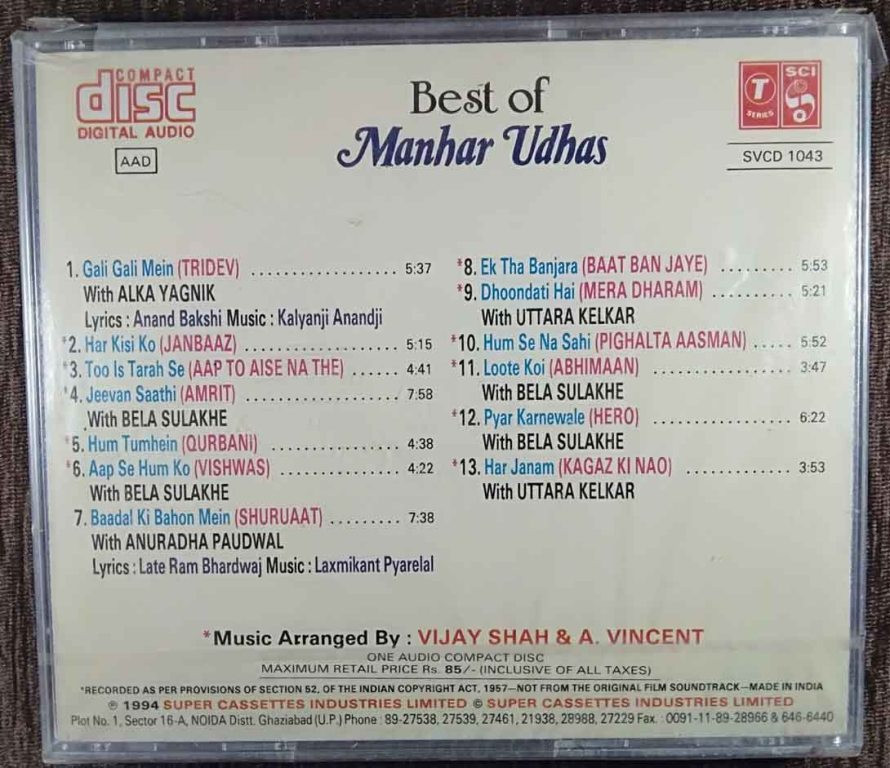 COMPACT
disc
DIGITAL AUDIO
AAD
Best of
Manhar Udhas
T
SERIES
SCI
SVCD 1043
1. Gali Gali Mein (TRIDEV) .................. 5:37
With ALKA YAGNIK
Lyrics : Anand Bakshi Music : Kalyanji Anandji
*2. Har Kisi Ko (JANBAAZ) .................... 5:15
*3. Too Is Tarah Se (AAP TO AISE NA THE) ...... 4:41
*4. Jeevan Saathi (AMRIT) .................... 7:58
With BELA SULAKHE
*5. Hum Tumhein (QURBANi) ................ 4:38
*6. Aap Se Hum Ko (VISHWAS) .............. 4:22
With BELA SULAKHE
7. Baadal Ki Bahon Mein (SHURUAAT) ......... 7:38
With ANURADHA PAUDWAL
Lyrics : Late Ram Bhardwaj Music : Laxmikant Pyarelal
*8. Ek Tha Banjara (BAAT BAN JAYE) ......... 5:53
*9. Dhoondati Hai (MERA DHARAM) .......... 5:21
With UTTARA KELKAR
*10. Hum Se Na Sahi (PIGHALTA AASMAN) ..... 5:52
*11. Loote Koi (ABHIMAAN) ................. 3:47
With BELA SULAKHE
*12. Pyar Karnewale (HERO) ................. 6:22
With BELA SULAKHE
*13. Har Janam (KAGAZ KI NAO) ............... 3:53
With UTTARA KELKAR
*Music Arranged By : VIJAY SHAH & A. VINCENT
ONE AUDIO COMPACT DISC
MAXIMUM RETAIL PRICE Rs. 85/- (INCLUSIVE OF ALL TAXES)
*RECORDED AS PER PROVISIONS OF SECTION 52, OF THE INDIAN COPYRIGHT ACT, 1957—NOT FROM THE ORIGINAL FILM SOUNDTRACK—MADE IN INDIA
℗ 1994 SUPER CASSETTES INDUSTRIES LIMITED © SUPER CASSETTES INDUSTRIES LIMITED
Plot No. 1, Sector 16-A, NOIDA Distt. Ghaziabad (U.P.) Phone : 89-27538, 27539, 27461, 21938, 28988, 27229 Fax. : 0091-11-89-28966 & 646-6440